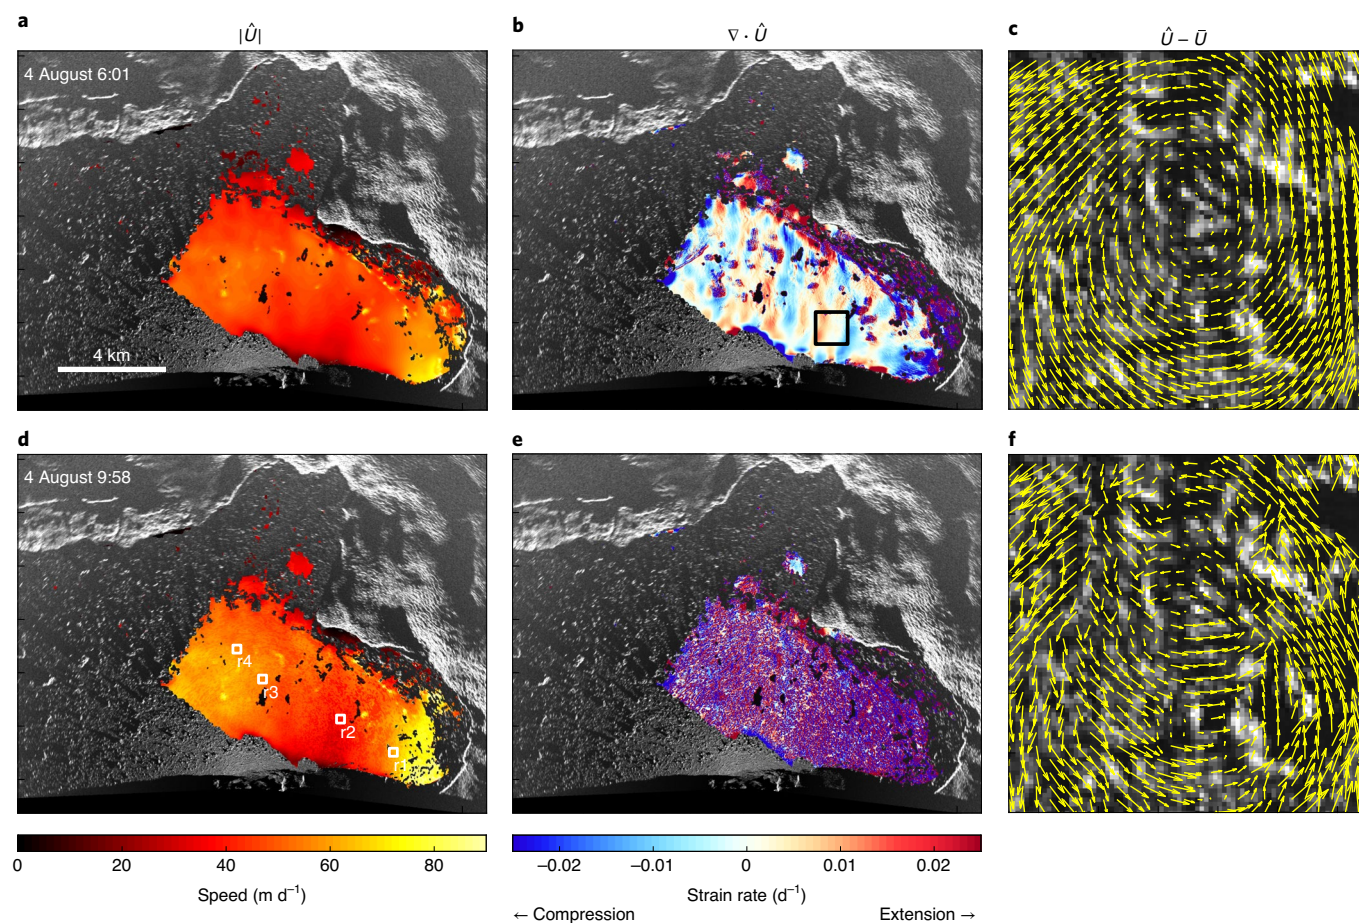 a
|Û|
b
∇ · Û
c
Û – Ū
4 August 6:01
4 km
d
4 August 9:58
r4
r3
r2
e
f
0 20 40 60 80
Speed (m d⁻¹)
–0.02 –0.01 0 0.01 0.02
Strain rate (d⁻¹)
← Compression Extension →